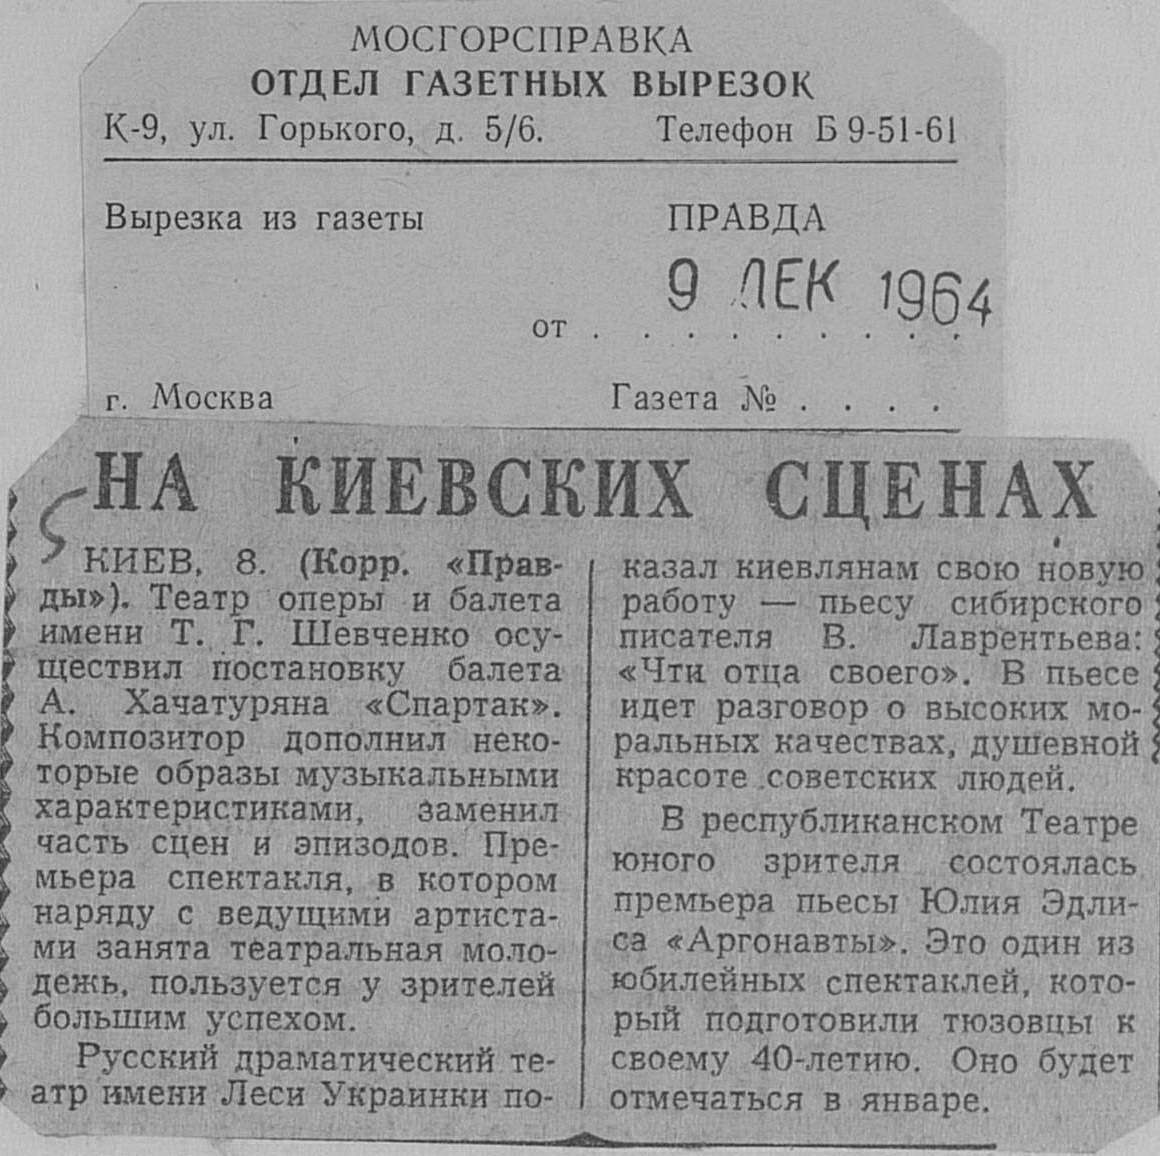 МОСГОРСПРАВКА
ОТДЕЛ ГАЗЕТНЫХ ВЫРЕЗОК
К-9, ул. Горького, д. 5/6. Телефон Б 9-51-61
Вырезка из газеты ПРАВДА
9 ДЕК 1964
от . . . . . . . . .
г. Москва Газета № . . . .
НА КИЕВСКИХ СЦЕНАХ
КИЕВ, 8. (Корр. «Прав-
ды»). Театр оперы и балета
имени Т. Г. Шевченко осу-
ществил постановку балета
А. Хачатуряна «Спартак».
Композитор дополнил неко-
торые образы музыкальными
характеристиками, заменил
часть сцен и эпизодов. Пре-
мьера спектакля, в котором
наряду с ведущими артиста-
ми занята театральная моло-
дежь, пользуется у зрителей
большим успехом.
Русский драматический те-
атр имени Леси Украинки по-
казал киевлянам свою новую
работу — пьесу сибирского
писателя В. Лаврентьева:
«Чти отца своего». В пьесе
идет разговор о высоких мо-
ральных качествах, душевной
красоте советских людей.
В республиканском Театре
юного зрителя состоялась
премьера пьесы Юлия Эдли-
са «Аргонавты». Это один из
юбилейных спектаклей, кото-
рый подготовили тюзовцы к
своему 40-летию. Оно будет
отмечаться в январе.